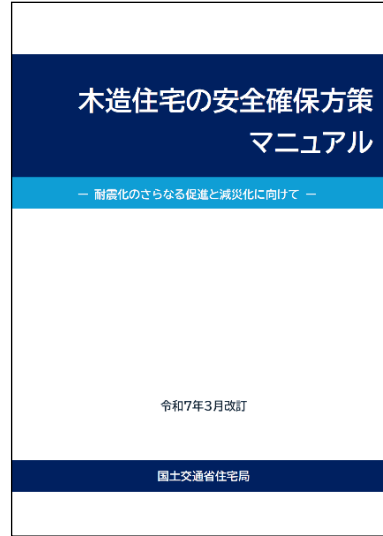 木造住宅の安全確保方策
マニュアル
― 耐震化のさらなる促進と減災化に向けて ―
令和7年3月改訂
国土交通省住宅局